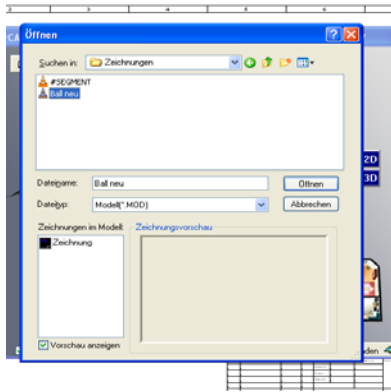 Öffnen
Suchen in: Zeichnungen
#SEGMENT
Ball neu
Dateiname: Ball neu Öffnen
Dateityp: Modell(*.MOD) Abbrechen
Zeichnungen im Modell: Zeichnungsvorschau
Zeichnung
Vorschau anzeigen
2D
3D